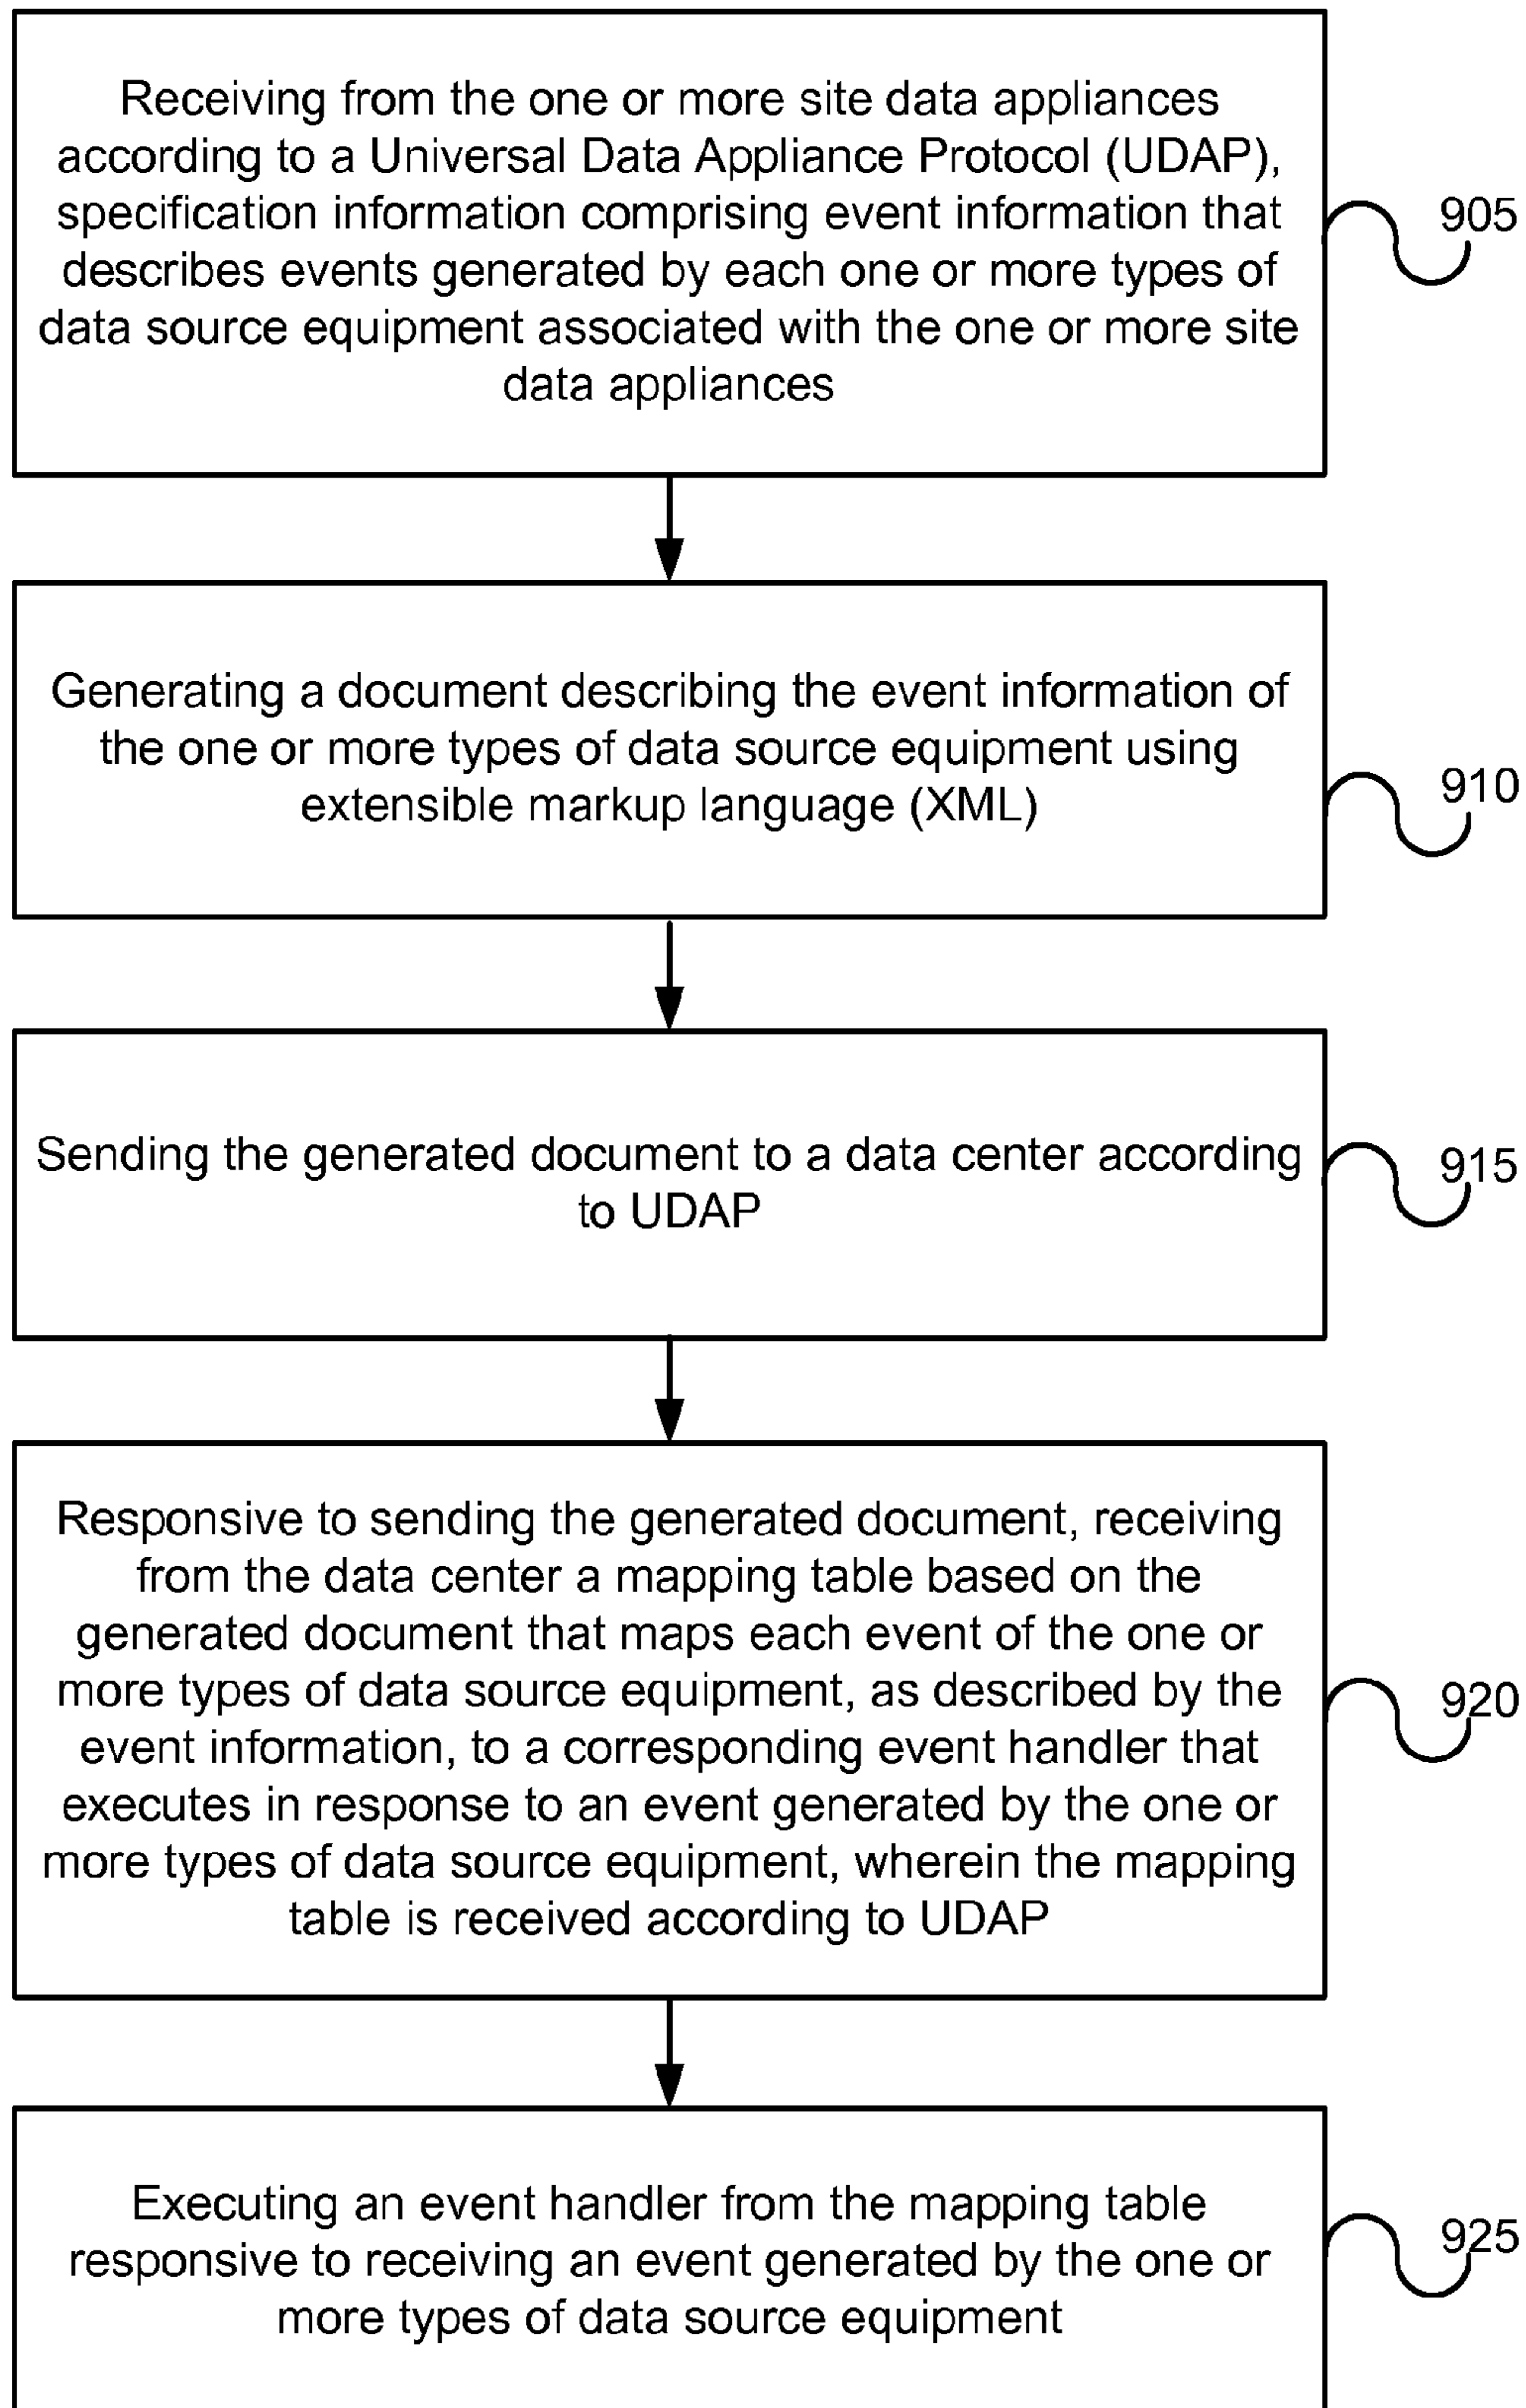 Receiving from the one or more site data appliances
according to a Universal Data Appliance Protocol (UDAP),
specification information comprising event information that
describes events generated by each one or more types of
data source equipment associated with the one or more site
data appliances
905
Generating a document describing the event information of
the one or more types of data source equipment using
extensible markup language (XML)
910
Sending the generated document to a data center according
to UDAP
915
Responsive to sending the generated document, receiving
from the data center a mapping table based on the
generated document that maps each event of the one or
more types of data source equipment, as described by the
event information, to a corresponding event handler that
executes in response to an event generated by the one or
more types of data source equipment, wherein the mapping
table is received according to UDAP
920
Executing an event handler from the mapping table
responsive to receiving an event generated by the one or
more types of data source equipment
925